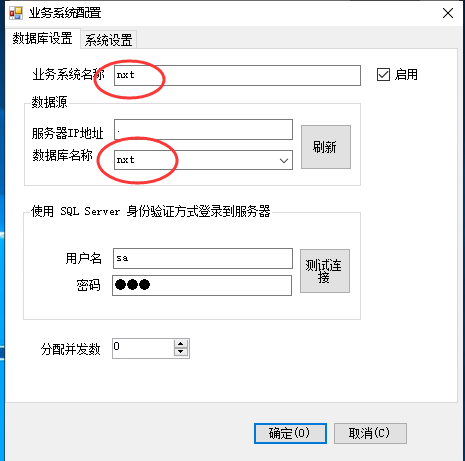 业务系统配置
数据库设置 系统设置
业务系统名称 nxt 启用
数据源
服务器IP地址 .
刷新
数据库名称 nxt
使用 SQL Server 身份验证方式登录到服务器
用户名 sa
测试连接
密码 ●●●
分配并发数 0
确定(O) 取消(C)